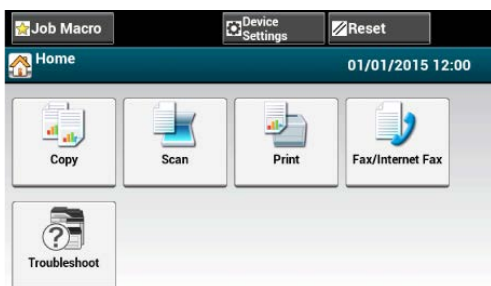 Job Macro
Device
Settings
Reset
Home
01/01/2015 12:00
Copy
Scan
Print
Fax/Internet Fax
Troubleshoot